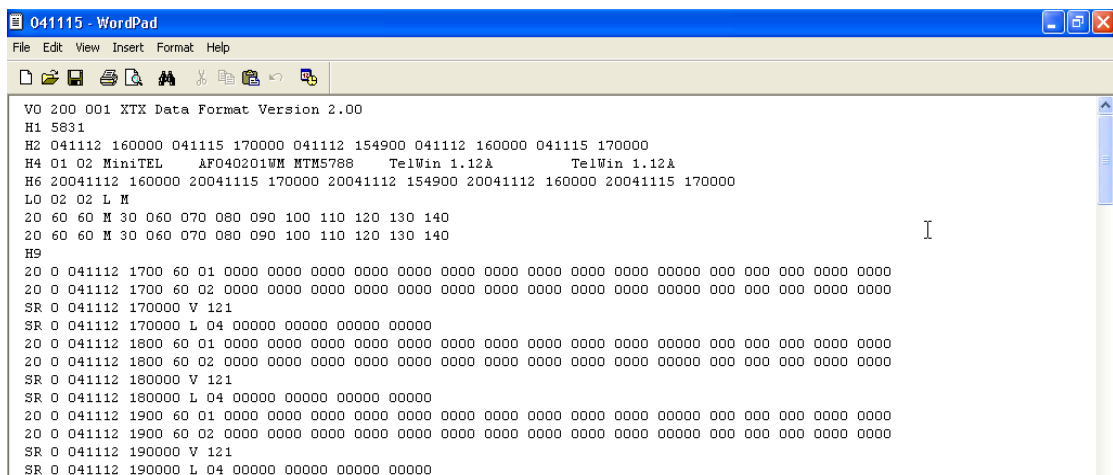 041115 - WordPad
File Edit View Insert Format Help
V0 200 001 XTX Data Format Version 2.00
H1 5831
H2 041112 160000 041115 170000 041112 154900 041112 160000 041115 170000
H4 01 02 MiniTEL    AF040201WM MTM5788    TelWin 1.12A          TelWin 1.12A
H6 20041112 160000 20041115 170000 20041112 154900 20041112 160000 20041115 170000
L0 02 02 L M
20 60 60 M 30 060 070 080 090 100 110 120 130 140
20 60 60 M 30 060 070 080 090 100 110 120 130 140
H9
20 0 041112 1700 60 01 0000 0000 0000 0000 0000 0000 0000 0000 0000 0000 00000 000 000 000 0000 0000
20 0 041112 1700 60 02 0000 0000 0000 0000 0000 0000 0000 0000 0000 0000 00000 000 000 000 0000 0000
SR 0 041112 170000 V 121
SR 0 041112 170000 L 04 00000 00000 00000 00000
20 0 041112 1800 60 01 0000 0000 0000 0000 0000 0000 0000 0000 0000 0000 00000 000 000 000 0000 0000
20 0 041112 1800 60 02 0000 0000 0000 0000 0000 0000 0000 0000 0000 0000 00000 000 000 000 0000 0000
SR 0 041112 180000 V 121
SR 0 041112 180000 L 04 00000 00000 00000 00000
20 0 041112 1900 60 01 0000 0000 0000 0000 0000 0000 0000 0000 0000 0000 00000 000 000 000 0000 0000
20 0 041112 1900 60 02 0000 0000 0000 0000 0000 0000 0000 0000 0000 0000 00000 000 000 000 0000 0000
SR 0 041112 190000 V 121
SR 0 041112 190000 L 04 00000 00000 00000 00000